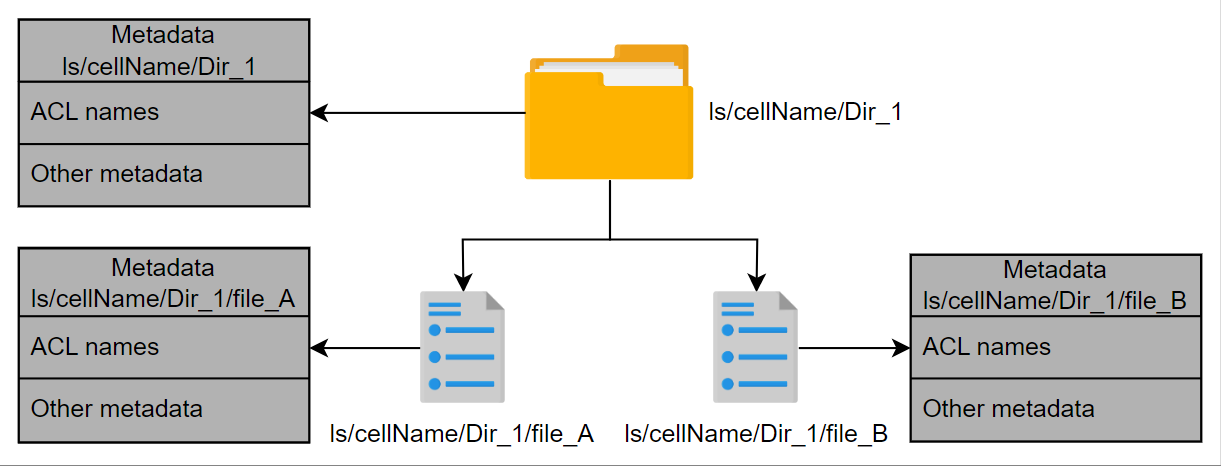 Metadata
ls/cellName/Dir_1
ACL names
Other metadata
ls/cellName/Dir_1
Metadata
ls/cellName/Dir_1/file_A
ACL names
Other metadata
ls/cellName/Dir_1/file_A
ls/cellName/Dir_1/file_B
Metadata
ls/cellName/Dir_1/file_B
ACL names
Other metadata